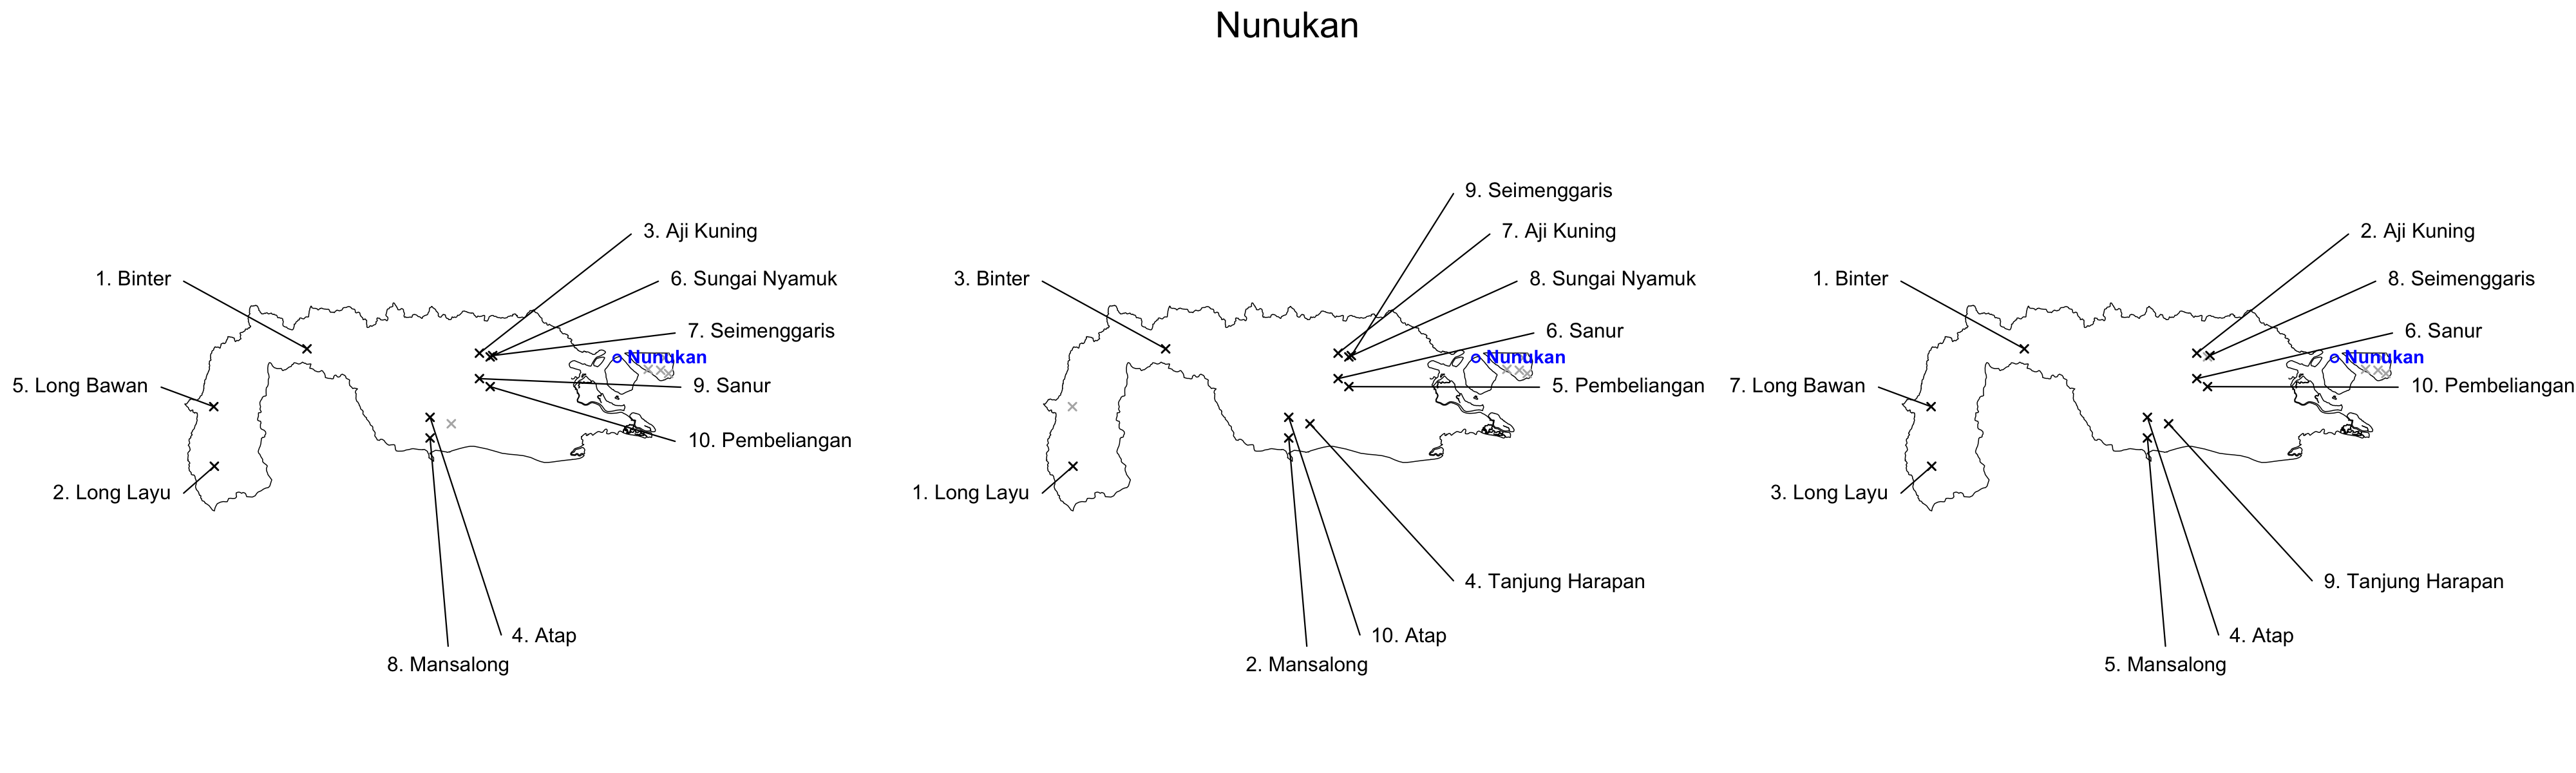 Nunukan
3. Aji Kuning
1. Binter
6. Sungai Nyamuk
7. Seimenggaris
Nunukan
5. Long Bawan
9. Sanur
10. Pembeliangan
2. Long Layu
4. Atap
8. Mansalong
9. Seimenggaris
7. Aji Kuning
3. Binter
8. Sungai Nyamuk
6. Sanur
Nunukan
5. Pembeliangan
1. Long Layu
4. Tanjung Harapan
10. Atap
2. Mansalong
2. Aji Kuning
1. Binter
8. Seimenggaris
6. Sanur
Nunukan
7. Long Bawan
10. Pembeliangan
3. Long Layu
9. Tanjung Harapan
4. Atap
5. Mansalong